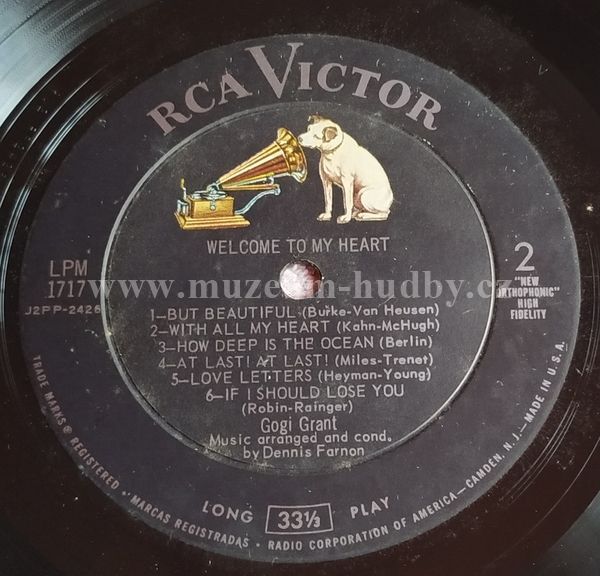 RCA VICTOR
WELCOME TO MY HEART
LPM
1717
J2PP-2426
2
"NEW
ORTHOPHONIC"
HIGH
FIDELITY
www.muzeum-hudby.cz
1—BUT BEAUTIFUL (Burke-Van Heusen)
2—WITH ALL MY HEART (Kahn-McHugh)
3—HOW DEEP IS THE OCEAN (Berlin)
4—AT LAST! AT LAST! (Miles-Trenet)
5—LOVE LETTERS (Heyman-Young)
6—IF I SHOULD LOSE YOU
(Robin-Rainger)
Gogi Grant
Music arranged and cond.
by Dennis Farnon
LONG 33⅓ PLAY
TRADE MARKS ® REGISTERED • MARCAS REGISTRADAS • RADIO CORPORATION OF AMERICA—CAMDEN, N. J.—MADE IN U.S.A.